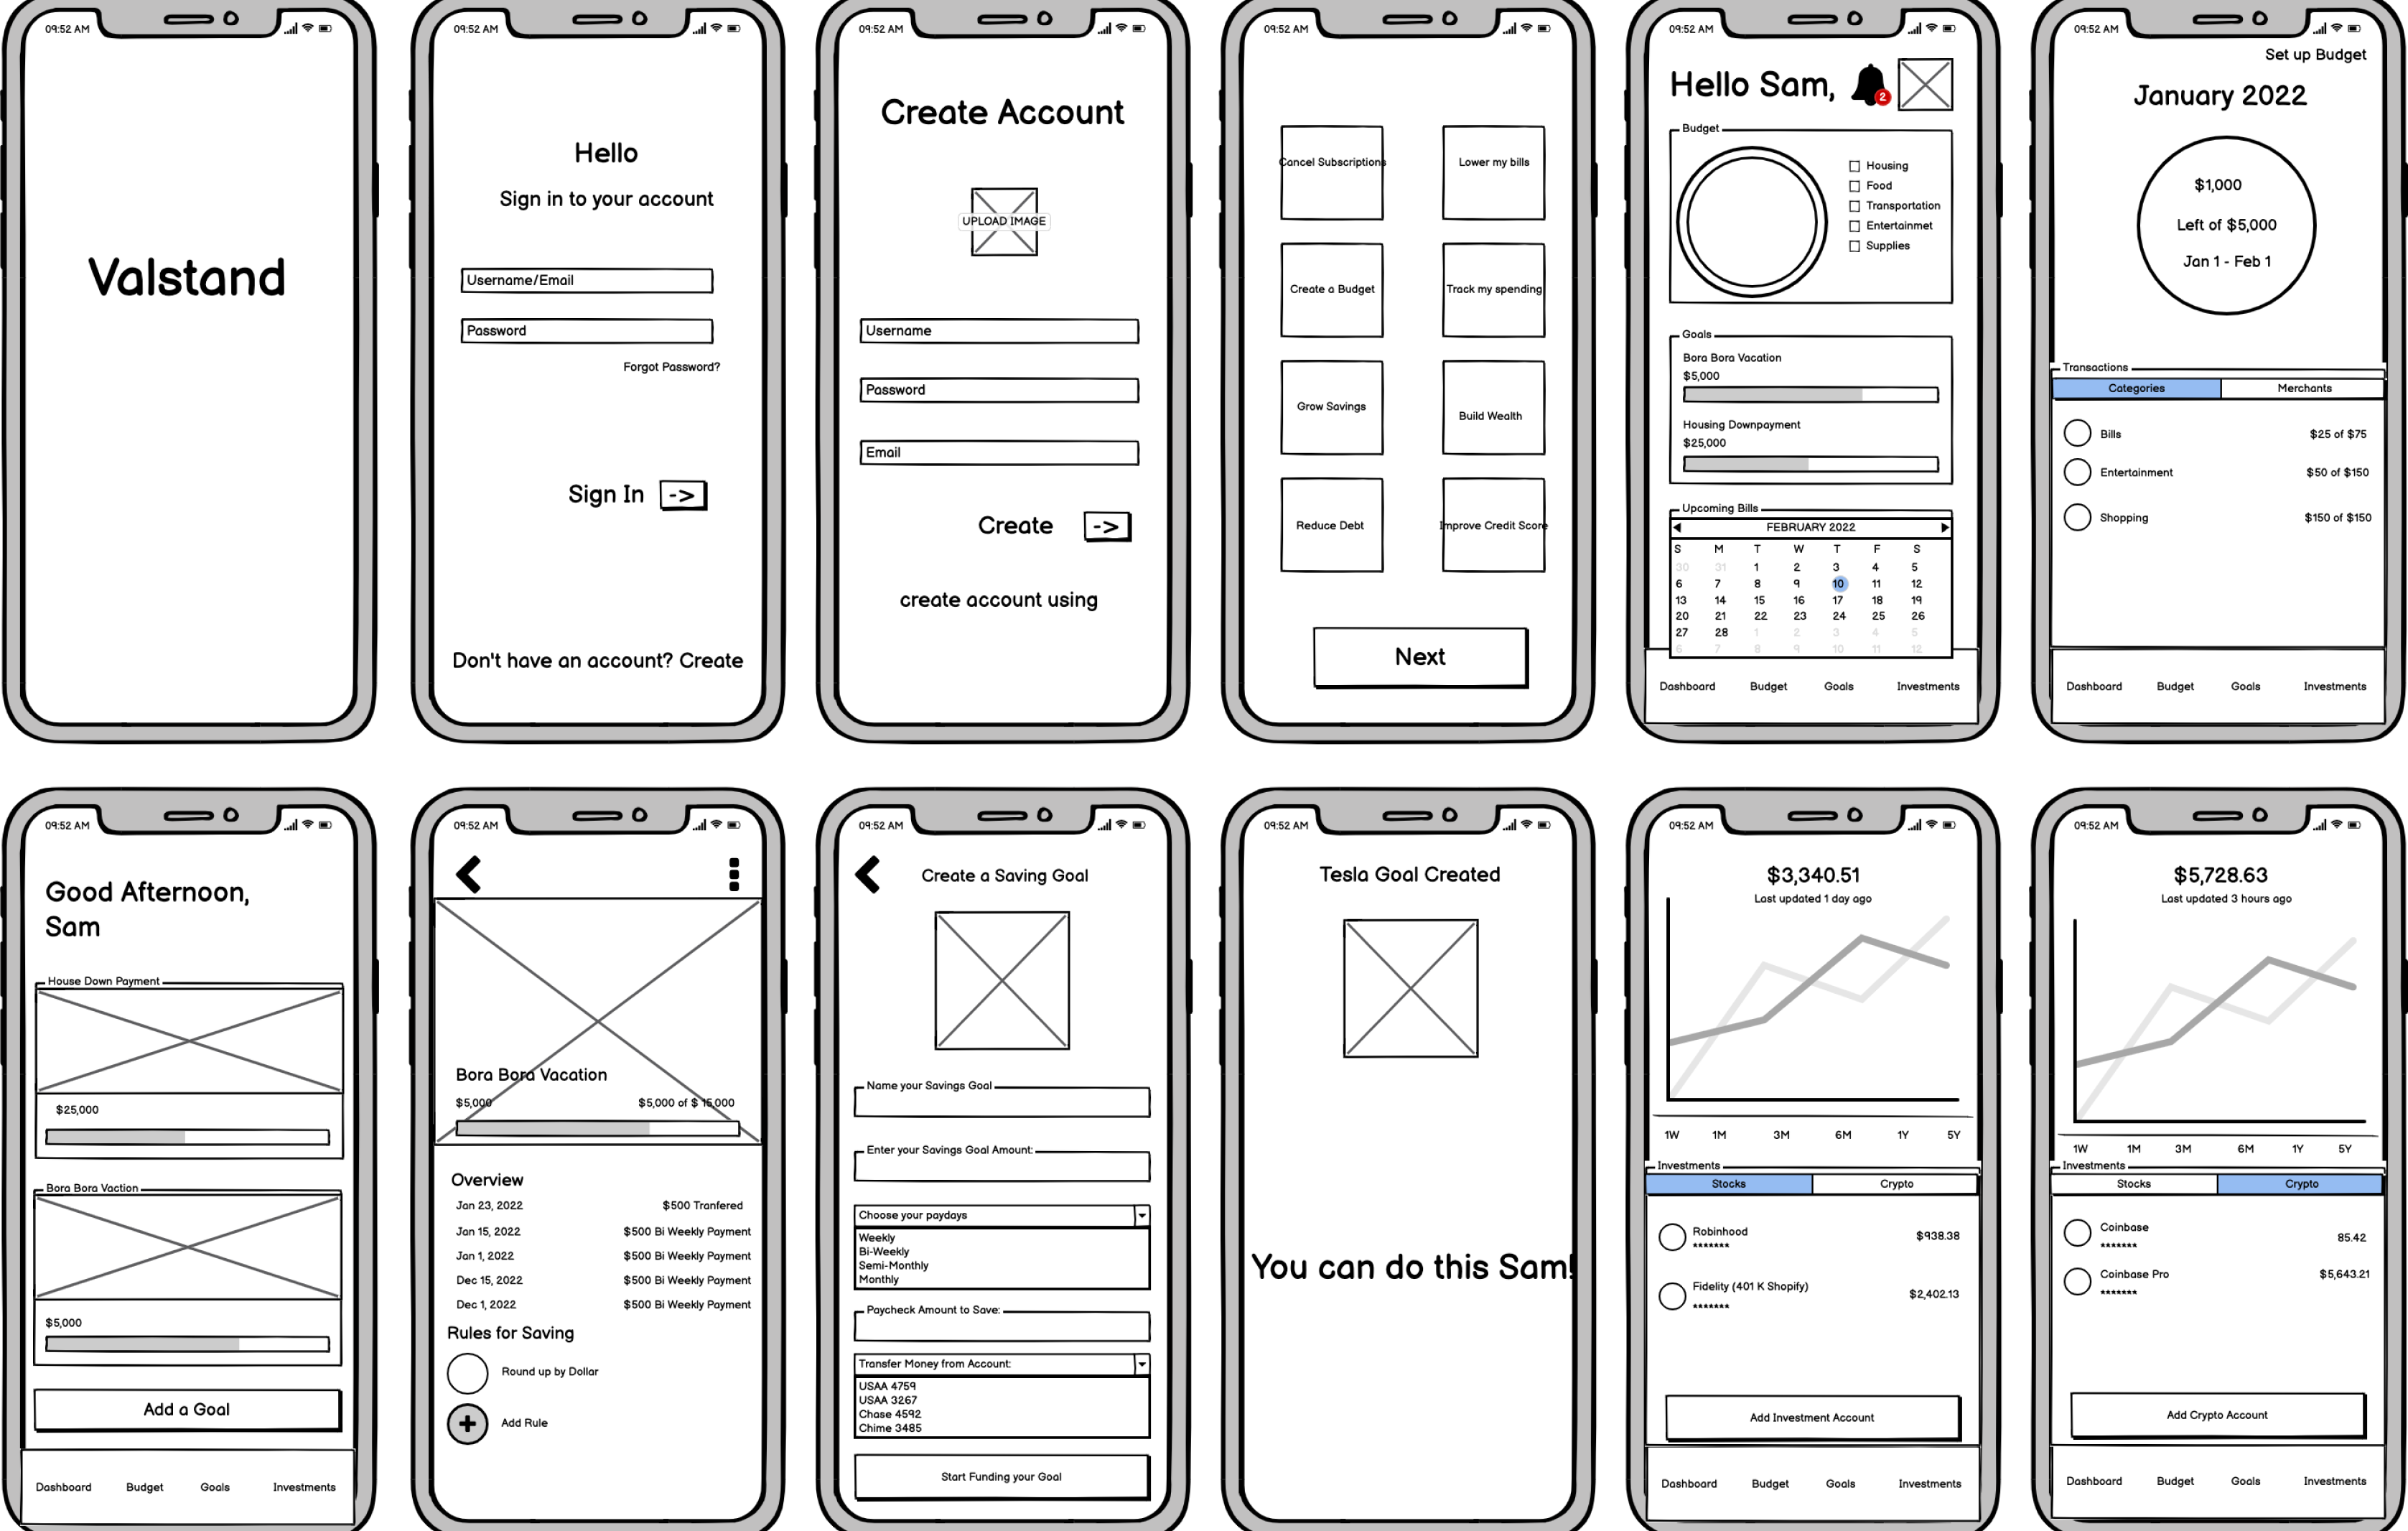 09:52 AM
Valstand
09:52 AM
Hello
Sign in to your account
Username/Email
Password
Forgot Password?
Sign In ->
Don't have an account? Create
09:52 AM
Create Account
UPLOAD IMAGE
Username
Password
Email
Create ->
create account using
09:52 AM
Cancel Subscriptions Lower my bills
Create a Budget Track my spending
Grow Savings Build Wealth
Reduce Debt Improve Credit Score
Next
09:52 AM
Hello Sam, 2
Budget
Housing
Food
Transportation
Entertainmet
Supplies
Goals
Bora Bora Vacation
$5,000
Housing Downpayment
$25,000
Upcoming Bills
FEBRUARY 2022
S M T W T F S
30 31 1 2 3 4 5
6 7 8 9 10 11 12
13 14 15 16 17 18 19
20 21 22 23 24 25 26
27 28 1 2 3 4 5
6 7 8 9 10 11 12
Dashboard Budget Goals Investments
09:52 AM
Set up Budget
January 2022
$1,000
Left of $5,000
Jan 1 - Feb 1
Transactions
Categories Merchants
Bills $25 of $75
Entertainment $50 of $150
Shopping $150 of $150
Dashboard Budget Goals Investments
09:52 AM
Good Afternoon,
Sam
House Down Payment
$25,000
Bora Bora Vaction
$5,000
Add a Goal
Dashboard Budget Goals Investments
09:52 AM
Bora Bora Vacation
$5,000 $5,000 of $ 15,000
Overview
Jan 23, 2022 $500 Tranfered
Jan 15, 2022 $500 Bi Weekly Payment
Jan 1, 2022 $500 Bi Weekly Payment
Dec 15, 2022 $500 Bi Weekly Payment
Dec 1, 2022 $500 Bi Weekly Payment
Rules for Saving
Round up by Dollar
Add Rule
09:52 AM
Create a Saving Goal
Name your Savings Goal
Enter your Savings Goal Amount:
Choose your paydays
Weekly
Bi-Weekly
Semi-Monthly
Monthly
Paycheck Amount to Save:
Transfer Money from Account:
USAA 4759
USAA 3267
Chase 4592
Chime 3485
Start Funding your Goal
09:52 AM
Tesla Goal Created
You can do this Sam!
09:52 AM
$3,340.51
Last updated 1 day ago
1W 1M 3M 6M 1Y 5Y
Investments
Stocks Crypto
Robinhood $938.38
*******
Fidelity (401 K Shopify) $2,402.13
*******
Add Investment Account
Dashboard Budget Goals Investments
09:52 AM
$5,728.63
Last updated 3 hours ago
1W 1M 3M 6M 1Y 5Y
Investments
Stocks Crypto
Coinbase 85.42
*******
Coinbase Pro $5,643.21
*******
Add Crypto Account
Dashboard Budget Goals Investments